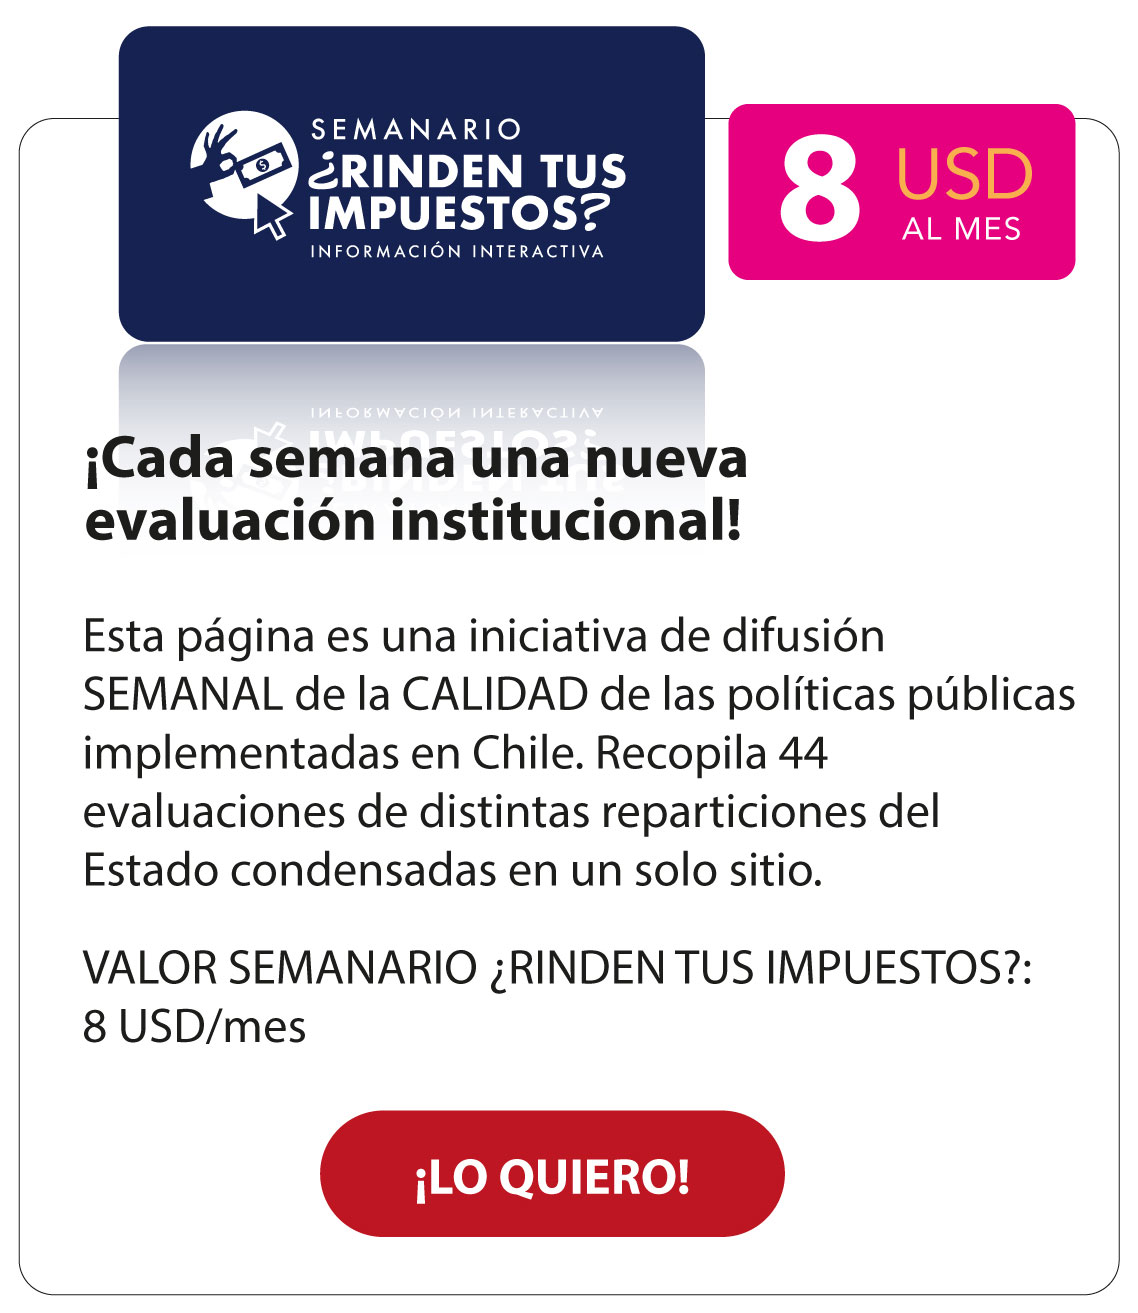 SEMANARIO
¿RINDEN TUS
IMPUESTOS?
INFORMACIÓN INTERACTIVA
8 USD
AL MES
¡Cada semana una nueva
evaluación institucional!
Esta página es una iniciativa de difusión
SEMANAL de la CALIDAD de las políticas públicas
implementadas en Chile. Recopila 44
evaluaciones de distintas reparticiones del
Estado condensadas en un solo sitio.
VALOR SEMANARIO ¿RINDEN TUS IMPUESTOS?:
8 USD/mes
¡LO QUIERO!